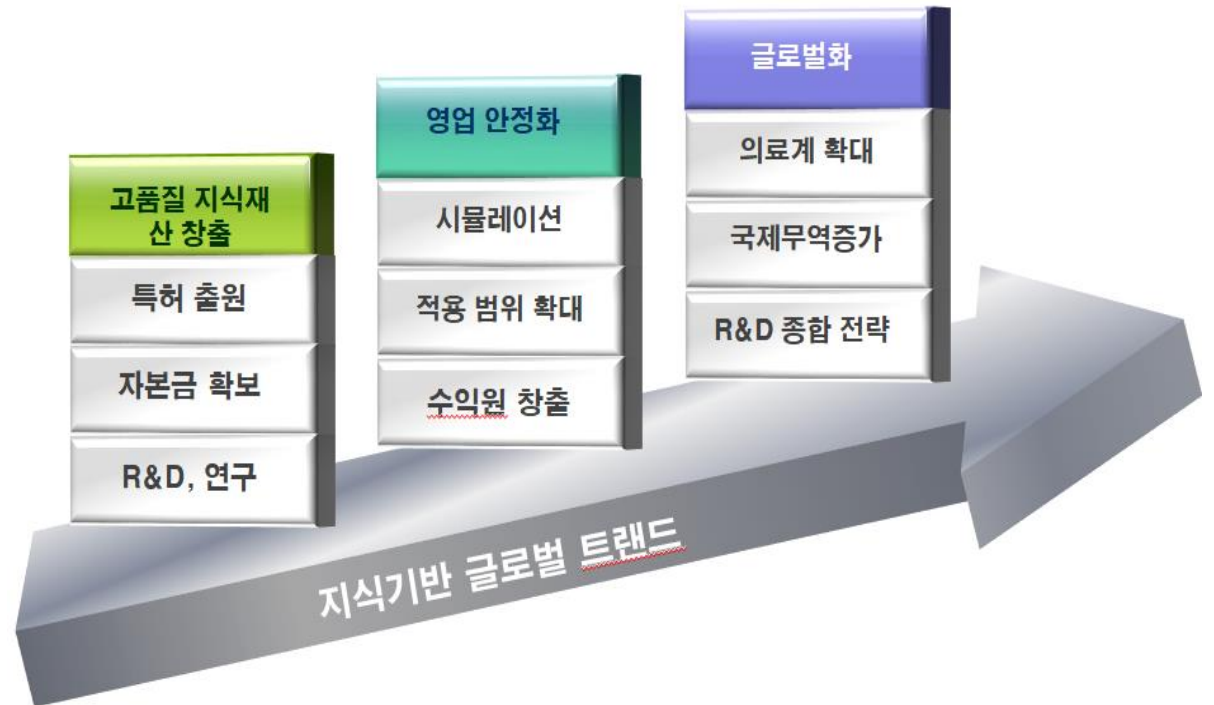 고품질 지식재
산 창출
특허 출원
자본금 확보
R&D, 연구
영업 안정화
시뮬레이션
적용 범위 확대
수익원 창출
글로벌화
의료계 확대
국제무역증가
R&D 종합 전략
지식기반 글로벌 트랜드